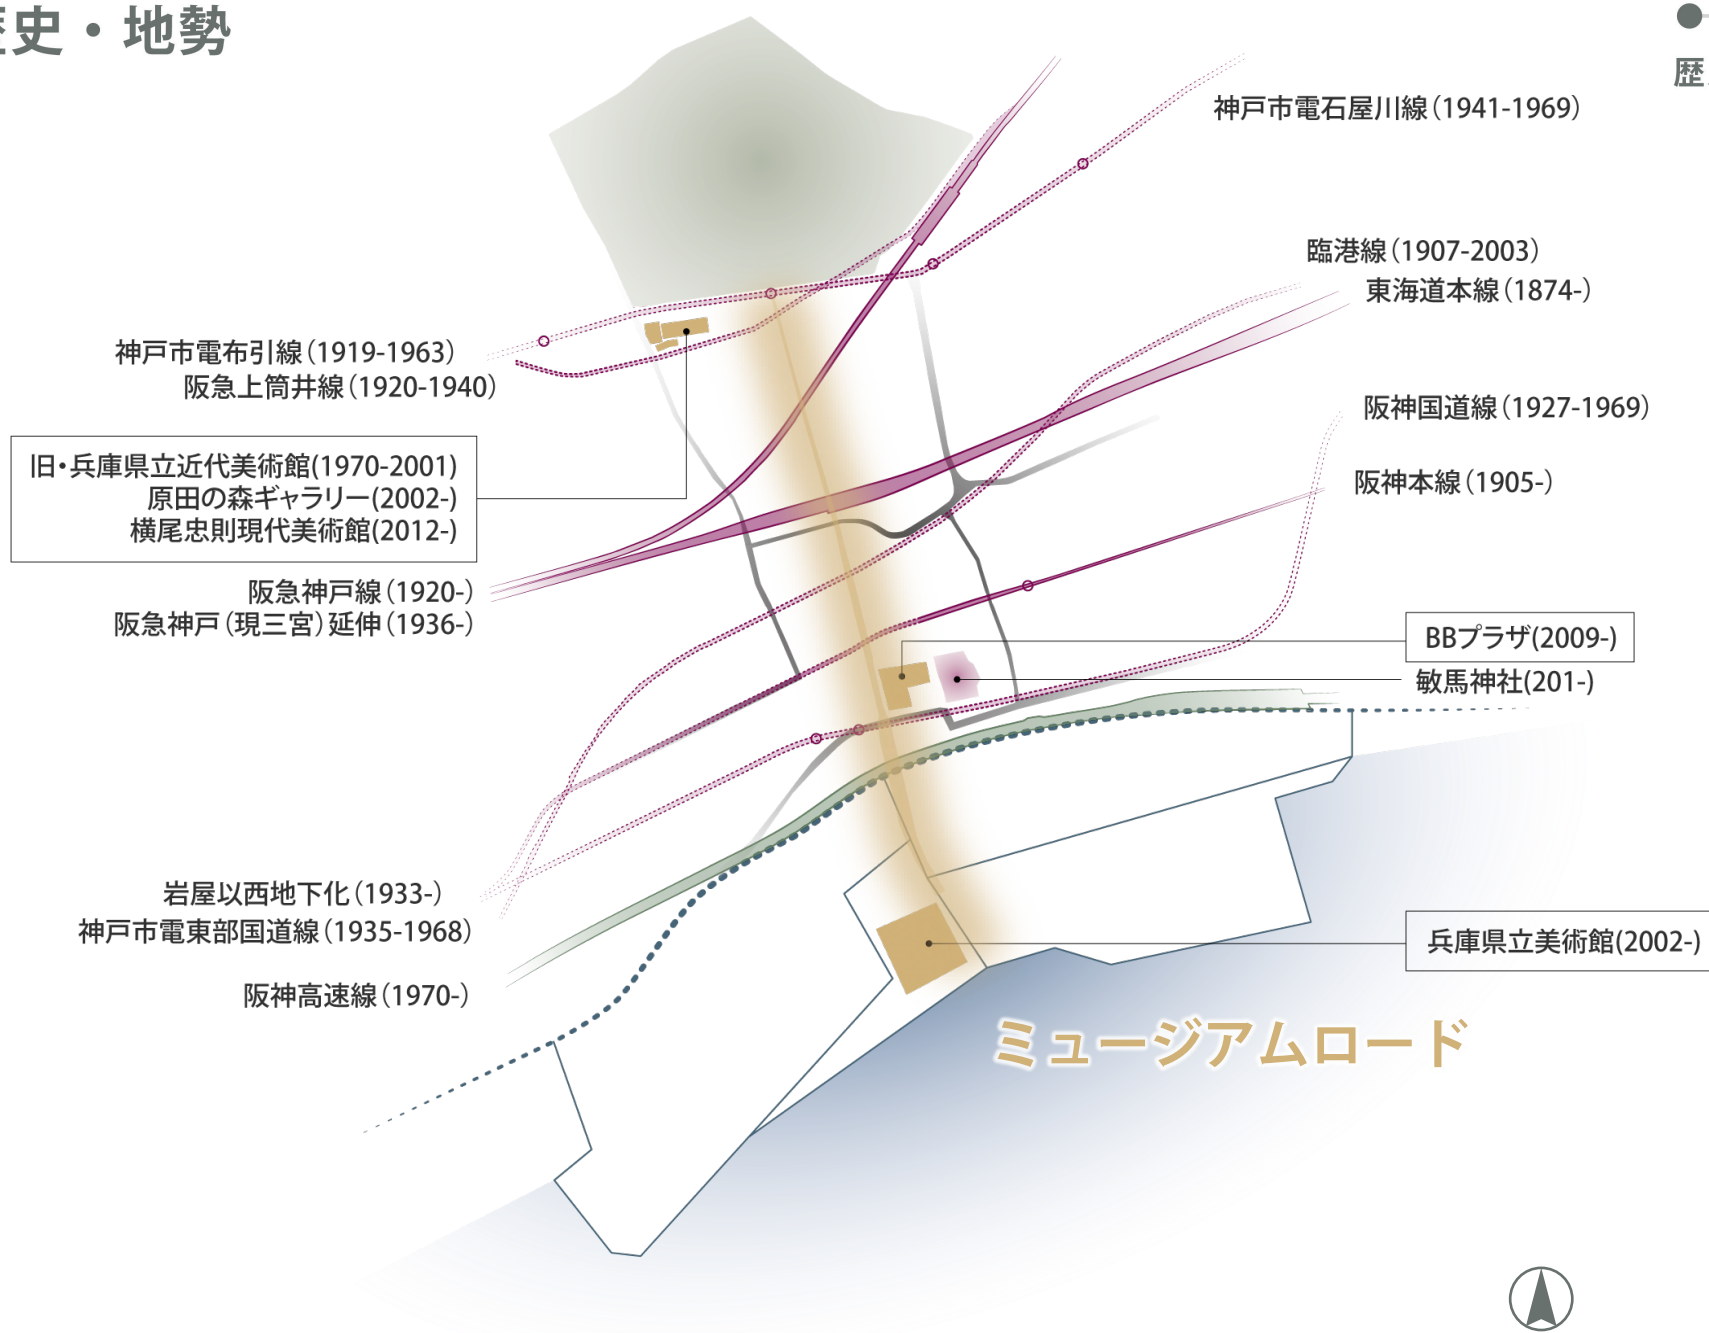 史・地勢
歴
神戸市電石屋川線（1941-1969）
臨港線（1907-2003）
東海道本線（1874-）
神戸市電布引線（1919-1963）
阪急上筒井線（1920-1940）
阪神国道線（1927-1969）
旧・兵庫県立近代美術館(1970-2001)
原田の森ギャラリー(2002-)
横尾忠則現代美術館(2012-)
阪神本線（1905-）
阪急神戸線（1920-）
阪急神戸（現三宮）延伸（1936-）
BBプラザ(2009-)
敏馬神社(201-)
岩屋以西地下化（1933-）
神戸市電東部国道線（1935-1968）
兵庫県立美術館(2002-)
阪神高速線（1970-）
ミュージアムロード